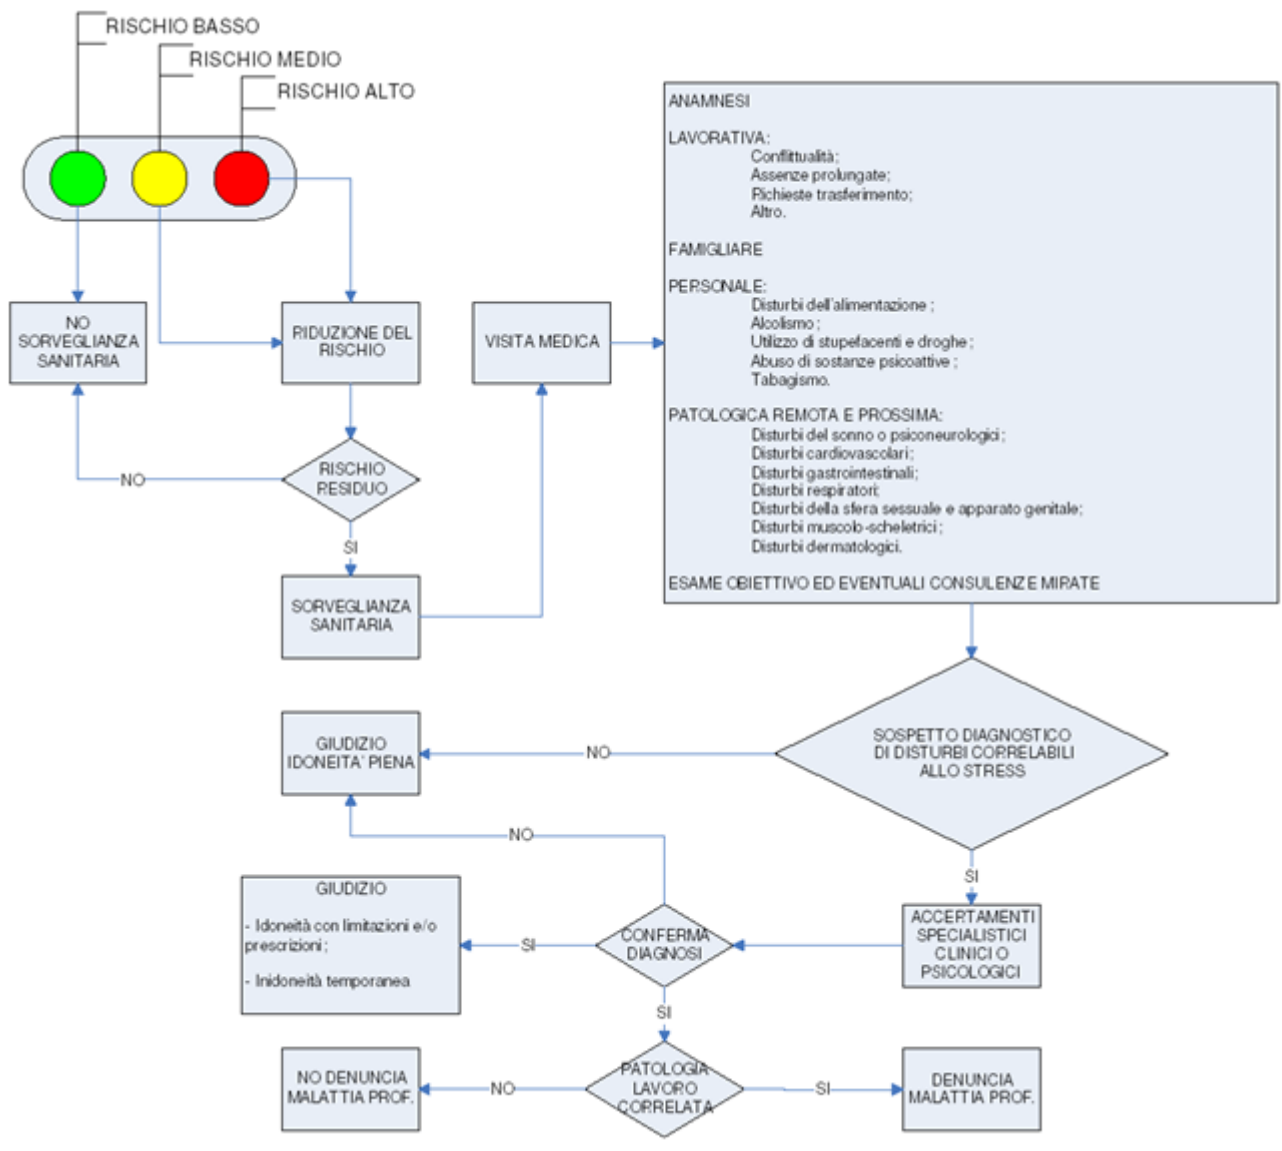 RISCHIO BASSO
RISCHIO MEDIO
RISCHIO ALTO
NO
SORVEGLIANZA
SANITARIA
RIDUZIONE DEL
RISCHIO
VISITA MEDICA
ANAMNESI
LAVORATIVA:
Conflittualità;
Assenze prolungate;
Richieste trasferimento;
Altro.
FAMIGLIARE
PERSONALE:
Disturbi dell'alimentazione ;
Alcolismo ;
Utilizzo di stupefacenti e droghe ;
Abuso di sostanze psicoattive ;
Tabagismo.
PATOLOGICA REMOTA E PROSSIMA:
Disturbi del sonno o psiconeurologici ;
Disturbi cardiovascolari ;
Disturbi gastrointestinali;
Disturbi respiratori;
Disturbi della sfera sessuale e apparato genitale;
Disturbi muscolo-scheletrici ;
Disturbi dermatologici.
ESAME OBIETTIVO ED EVENTUALI CONSULENZE MIRATE
RISCHIO
RESIDUO
NO
SI
SORVEGLIANZA
SANITARIA
SOSPETTO DIAGNOSTICO
DI DISTURBI CORRELABILI
ALLO STRESS
NO
GIUDIZIO
IDONEITA' PIENA
NO
SI
ACCERTAMENTI
SPECIALISTICI
CLINICI O
PSICOLOGICI
CONFERMA
DIAGNOSI
SI
GIUDIZIO
- Idoneità con limitazioni e/o
prescrizioni ;
- Inidoneità temporanea
SI
PATOLOGIA
LAVORO
CORRELATA
NO
NO DENUNCIA
MALATTIA PROF.
SI
DENUNCIA
MALATTIA PROF.